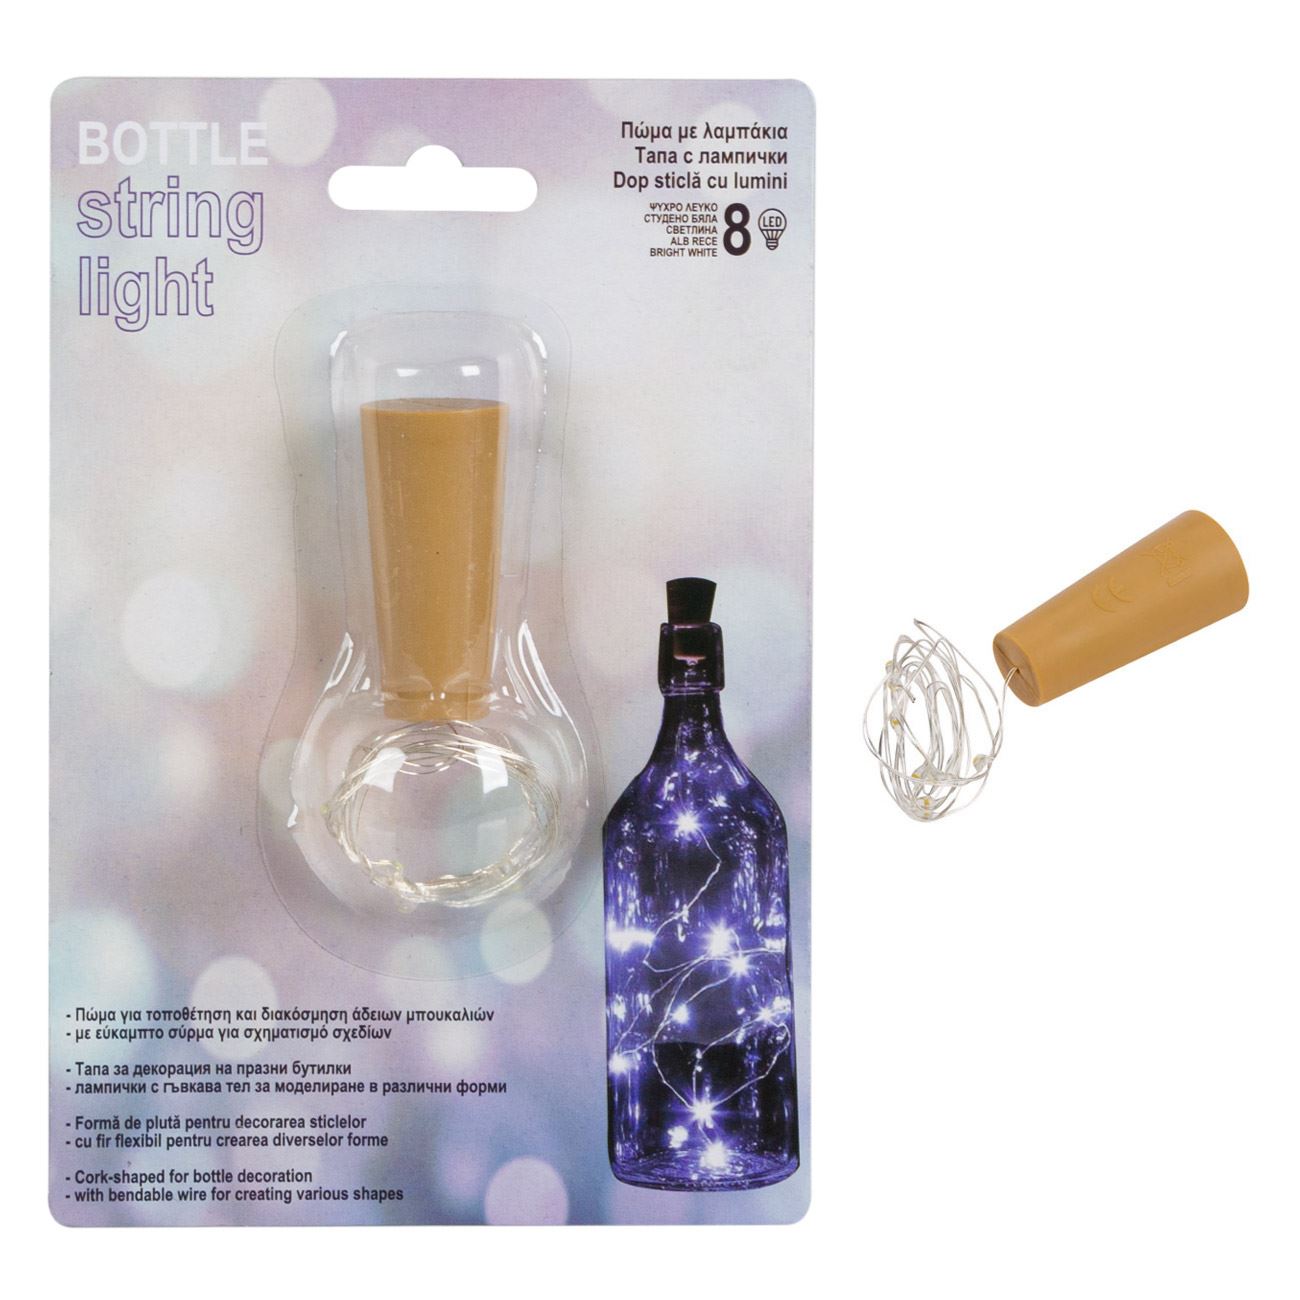 BOTTLE
string
light
Πώμα με λαμπάκια
Тапа с лампички
Dop sticlă cu lumini
ΨΥΧΡΟ ΛΕΥΚΟ
СТУДЕНО БЯЛА
СВЕТЛИНА
ALB RECE
BRIGHT WHITE
8
LED
- Πώμα για τοποθέτηση και διακόσμηση άδειων μπουκαλιών
- με εύκαμπτο σύρμα για σχηματισμό σχεδίων
- Тапа за декорация на празни бутилки
- лампички с гъвкава тел за моделиране в различни форми
- Formă de plută pentru decorarea sticlelor
- cu fir flexibil pentru crearea diverselor forme
- Cork-shaped for bottle decoration
- with bendable wire for creating various shapes
CE